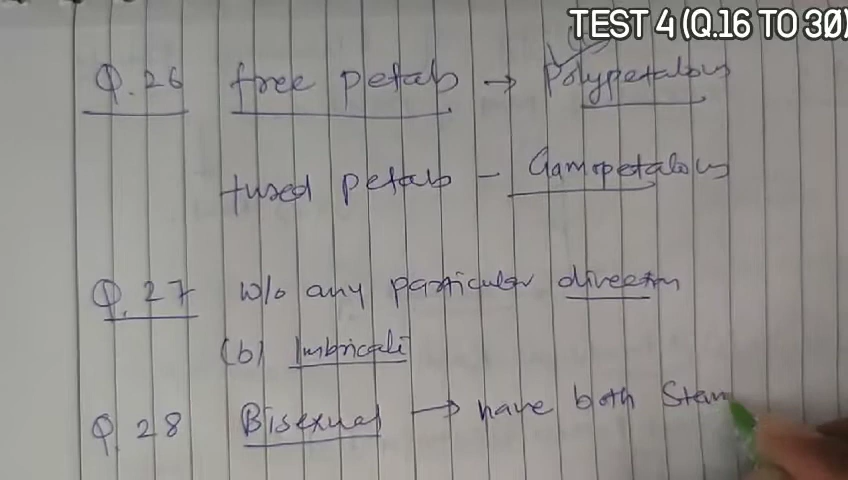 TEST 4 (Q.16 TO 30)
Q.26 free petals → Polypetalous
fused petals - Gamopetalous
Q.27 w/o any particular direction
(b) Imbricate
Q.28 Bisexual → have both Stam